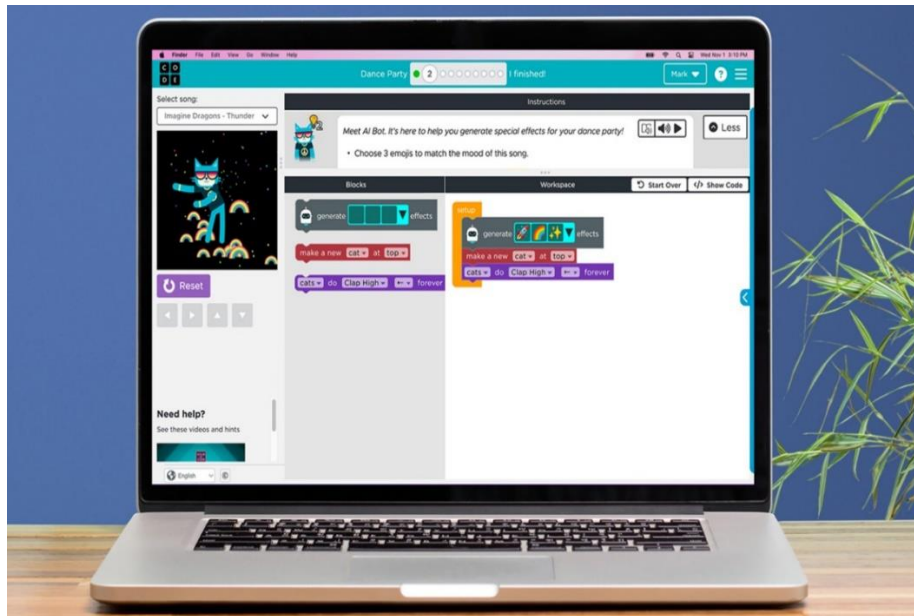 Finder File Edit View Go Window Help
Wed Nov 1 3:10 PM
CODE
Dance Party 2 I finished!
Mark
?
Select song:
Imagine Dragons - Thunder
Reset
Need help?
See these videos and hints
English
Instructions
Meet AI Bot. It's here to help you generate special effects for your dance party!
• Choose 3 emojis to match the mood of this song.
Less
Blocks
Workspace
Start Over
</> Show Code
generate effects
make a new cat at top
cats do Clap High forever
setup
generate 🚀 🌈 ✨ effects
make a new cat at top
cats do Clap High forever